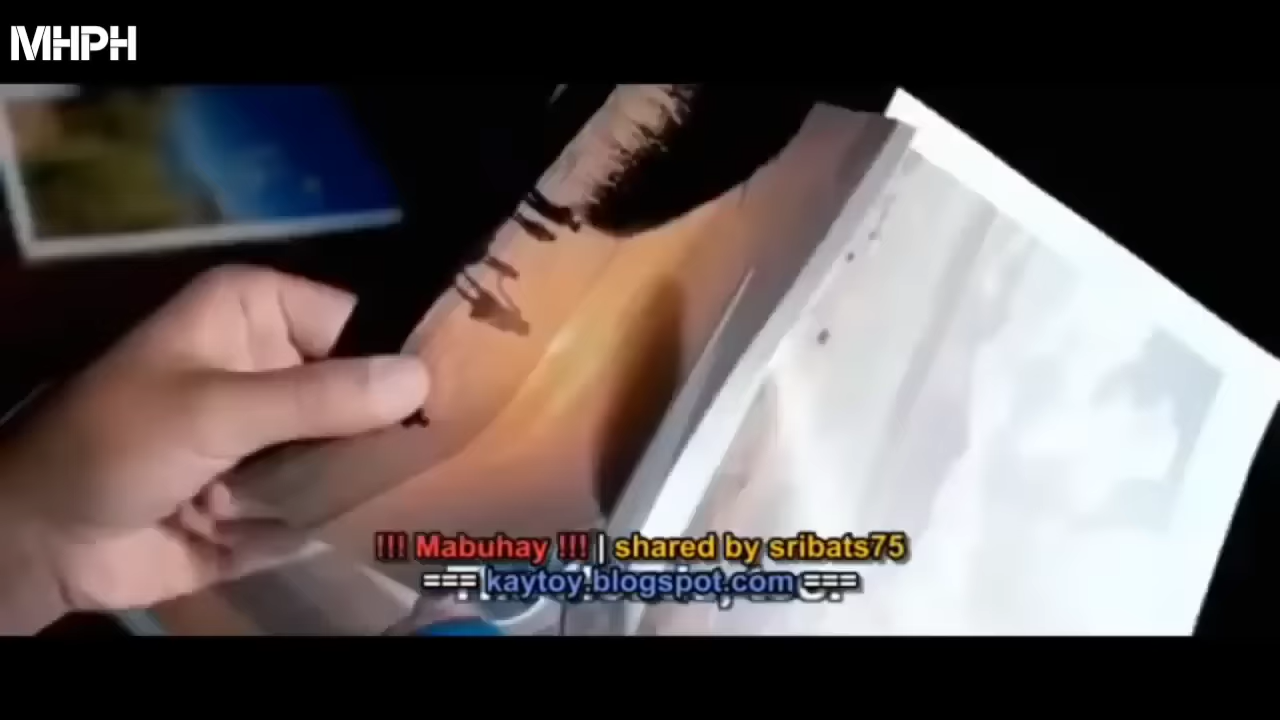 MHPH
!!! Mabuhay !!! | shared by sribats75
=== kaytoy.blogspot.com ===